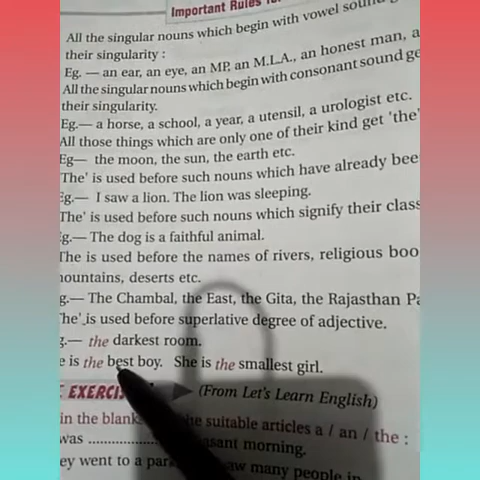 Important Rules fo
All the singular nouns which begin with vowel sound g
their singularity :
Eg. — an ear, an eye, an MP, an M.L.A., an honest man, a
All the singular nouns which begin with consonant sound ge
their singularity.
Eg.— a horse, a school, a year, a utensil, a urologist etc.
All those things which are only one of their kind get 'the'
Eg— the moon, the sun, the earth etc.
The' is used before such nouns which have already bee
Eg.— I saw a lion. The lion was sleeping.
The' is used before such nouns which signify their class
Eg.— The dog is a faithful animal.
The is used before the names of rivers, religious boo
nountains, deserts etc.
g.— The Chambal, the East, the Gita, the Rajasthan Pa
he' is used before superlative degree of adjective.
g.— the darkest room.
e is the best boy. She is the smallest girl.
E EXERCIS (From Let's Learn English)
in the blank he suitable articles a / an / the :
was .................. asant morning.
ey went to a par aw many people in